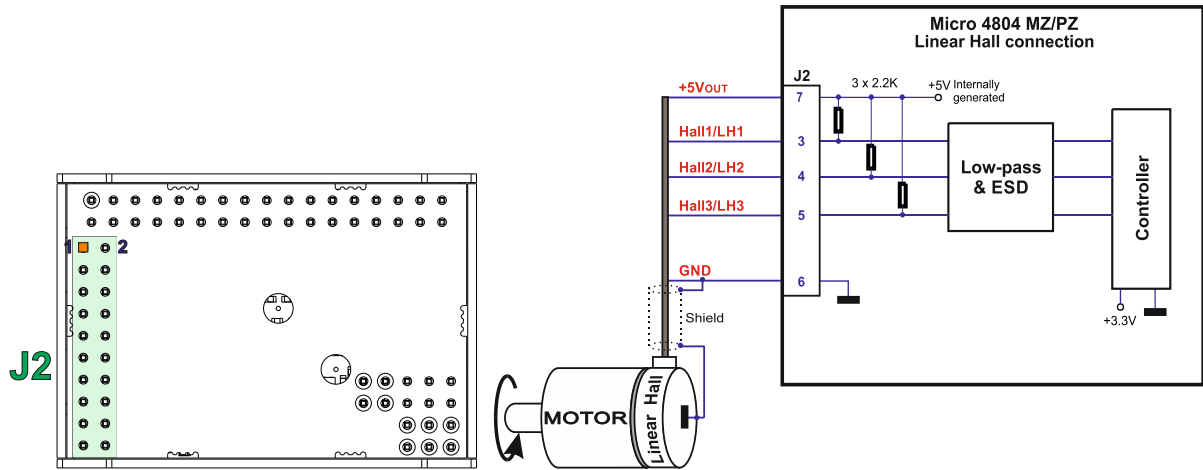 Micro 4804 MZ/PZ
Linear Hall connection
J2
3 x 2.2K
+5V Internally
generated
+5VOUT
7
Hall1/LH1
3
Hall2/LH2
4
Hall3/LH3
5
Low-pass
& ESD
Controller
GND
6
+3.3V
Shield
1
2
J2
MOTOR
Linear Hall